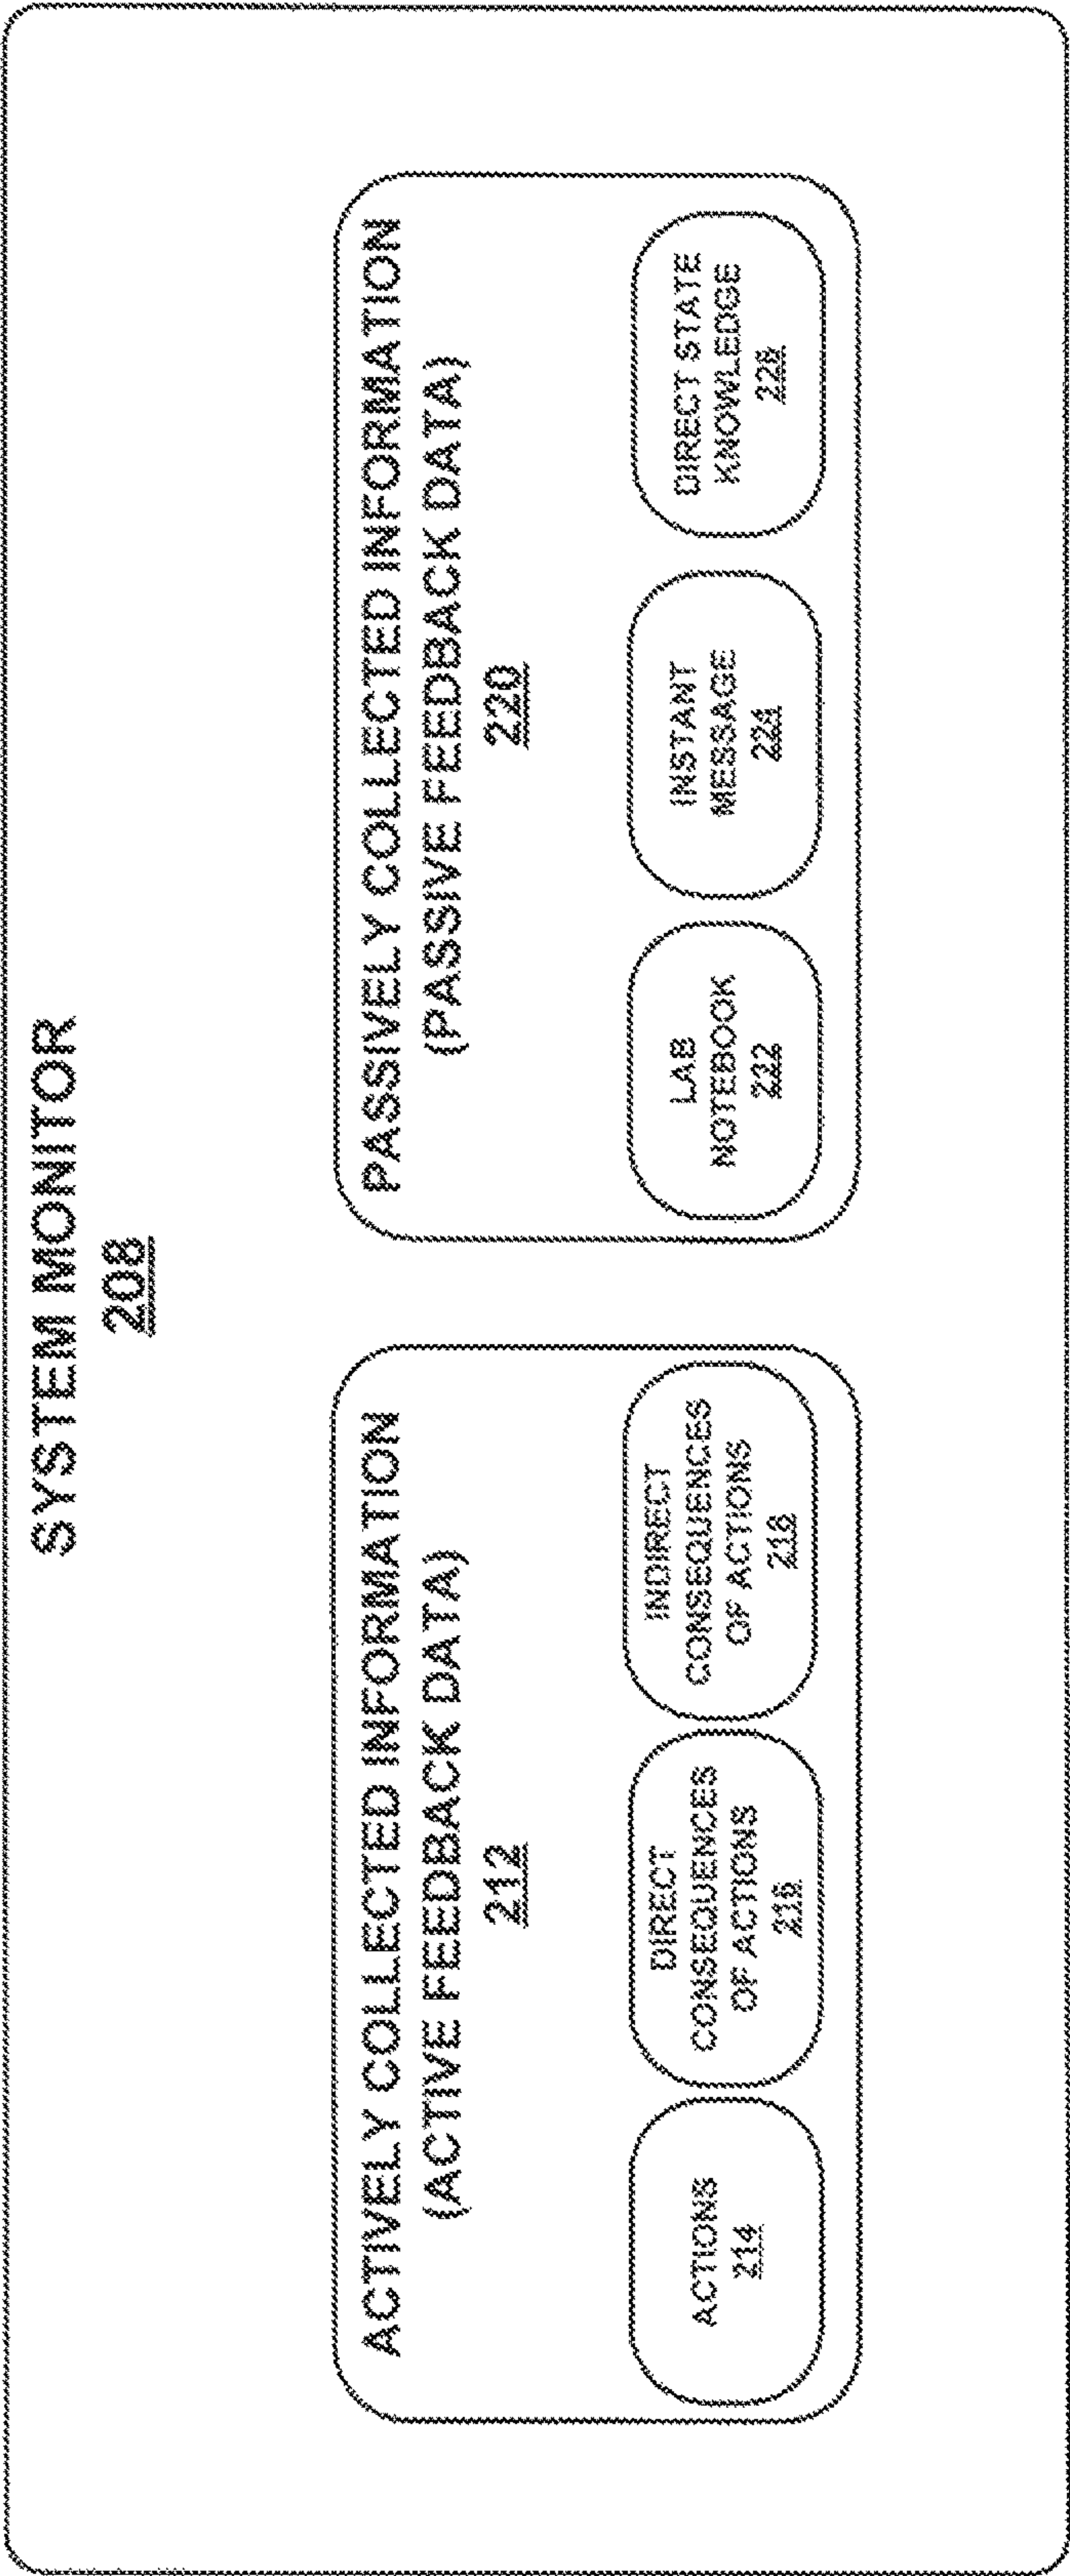 SYSTEM MONITOR
208
ACTIVELY COLLECTED INFORMATION
(ACTIVE FEEDBACK DATA)
212
ACTIONS
214
DIRECT
CONSEQUENCES
OF ACTIONS
216
INDIRECT
CONSEQUENCES
OF ACTIONS
218
PASSIVELY COLLECTED INFORMATION
(PASSIVE FEEDBACK DATA)
220
LAB
NOTEBOOK
222
INSTANT
MESSAGE
224
DIRECT STATE
KNOWLEDGE